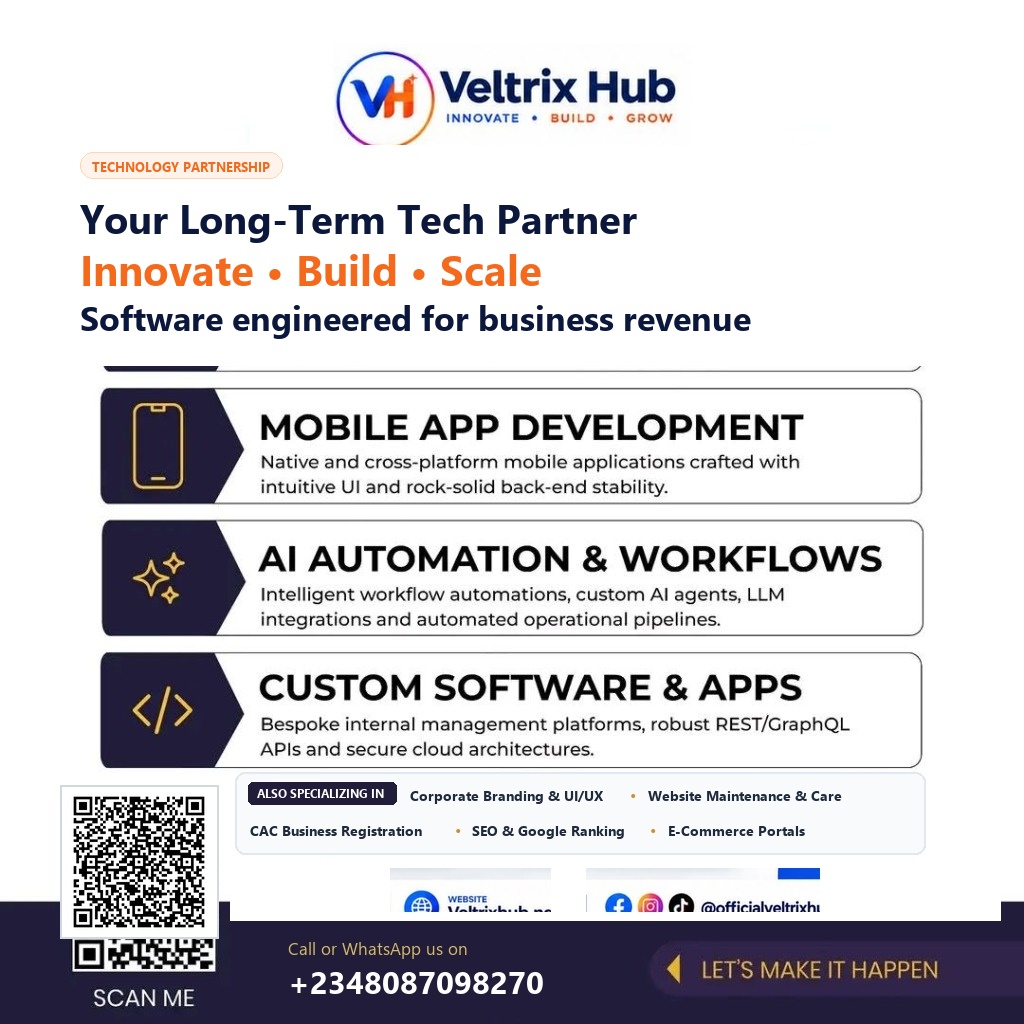 VH Veltrix Hub
INNOVATE • BUILD • GROW
TECHNOLOGY PARTNERSHIP
Your Long-Term Tech Partner
Innovate • Build • Scale
Software engineered for business revenue
MOBILE APP DEVELOPMENT
Native and cross-platform mobile applications crafted with
intuitive UI and rock-solid back-end stability.
AI AUTOMATION & WORKFLOWS
Intelligent workflow automations, custom AI agents, LLM
integrations and automated operational pipelines.
CUSTOM SOFTWARE & APPS
Bespoke internal management platforms, robust REST/GraphQL
APIs and secure cloud architectures.
ALSO SPECIALIZING IN Corporate Branding & UI/UX • Website Maintenance & Care
CAC Business Registration • SEO & Google Ranking • E-Commerce Portals
WEBSITE
SCAN ME
Call or WhatsApp us on
+2348087098270
LET'S MAKE IT HAPPEN